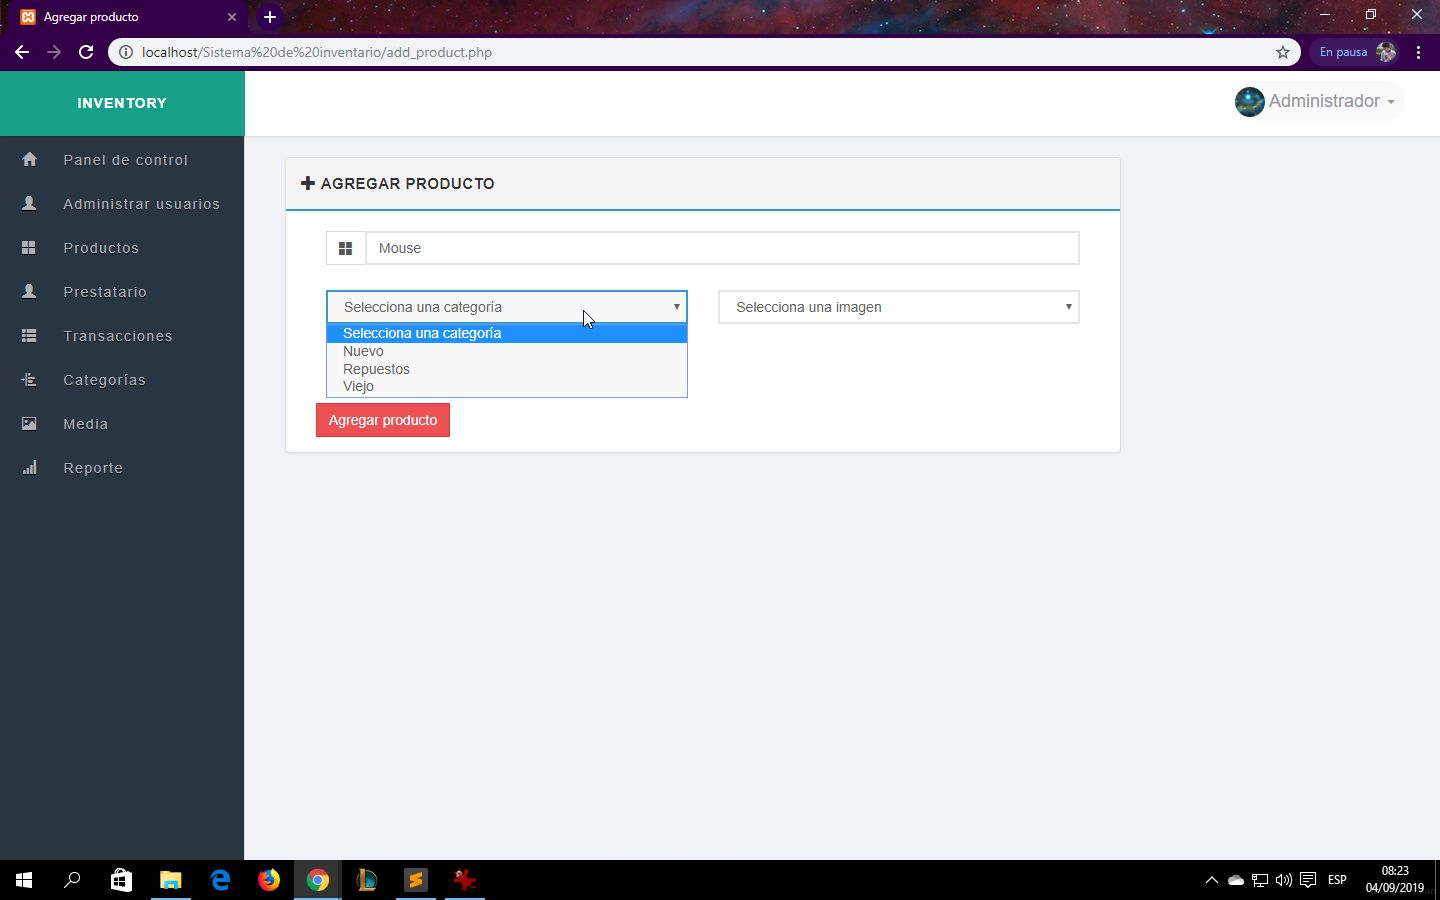 Agregar producto
localhost/Sistema%20de%20inventario/add_product.php
En pausa
INVENTORY
Administrador
Panel de control
Administrar usuarios
Productos
Prestatario
Transacciones
Categorías
Media
Reporte
AGREGAR PRODUCTO
Mouse
Selecciona una categoría
Selecciona una imagen
Selecciona una categoría
Nuevo
Repuestos
Viejo
Agregar producto
ESP
08:23
04/09/2019